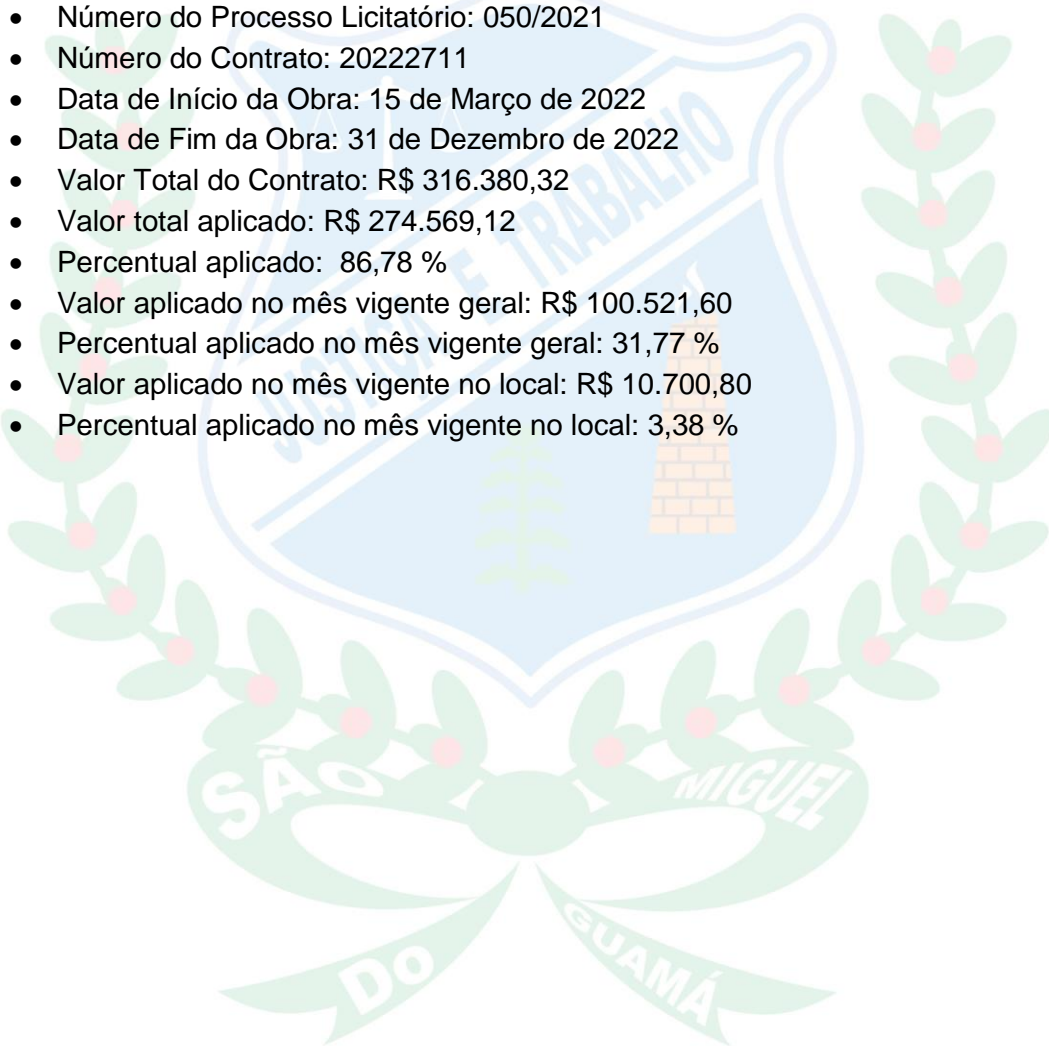 • Número do Processo Licitatório: 050/2021
• Número do Contrato: 20222711
• Data de Início da Obra: 15 de Março de 2022
• Data de Fim da Obra: 31 de Dezembro de 2022
• Valor Total do Contrato: R$ 316.380,32
• Valor total aplicado: R$ 274.569,12
• Percentual aplicado: 86,78 %
• Valor aplicado no mês vigente geral: R$ 100.521,60
• Percentual aplicado no mês vigente geral: 31,77 %
• Valor aplicado no mês vigente no local: R$ 10.700,80
• Percentual aplicado no mês vigente no local: 3,38 %
JUSTIÇA E TRABALHO
SÃO MIGUEL
DO GUAMÁ